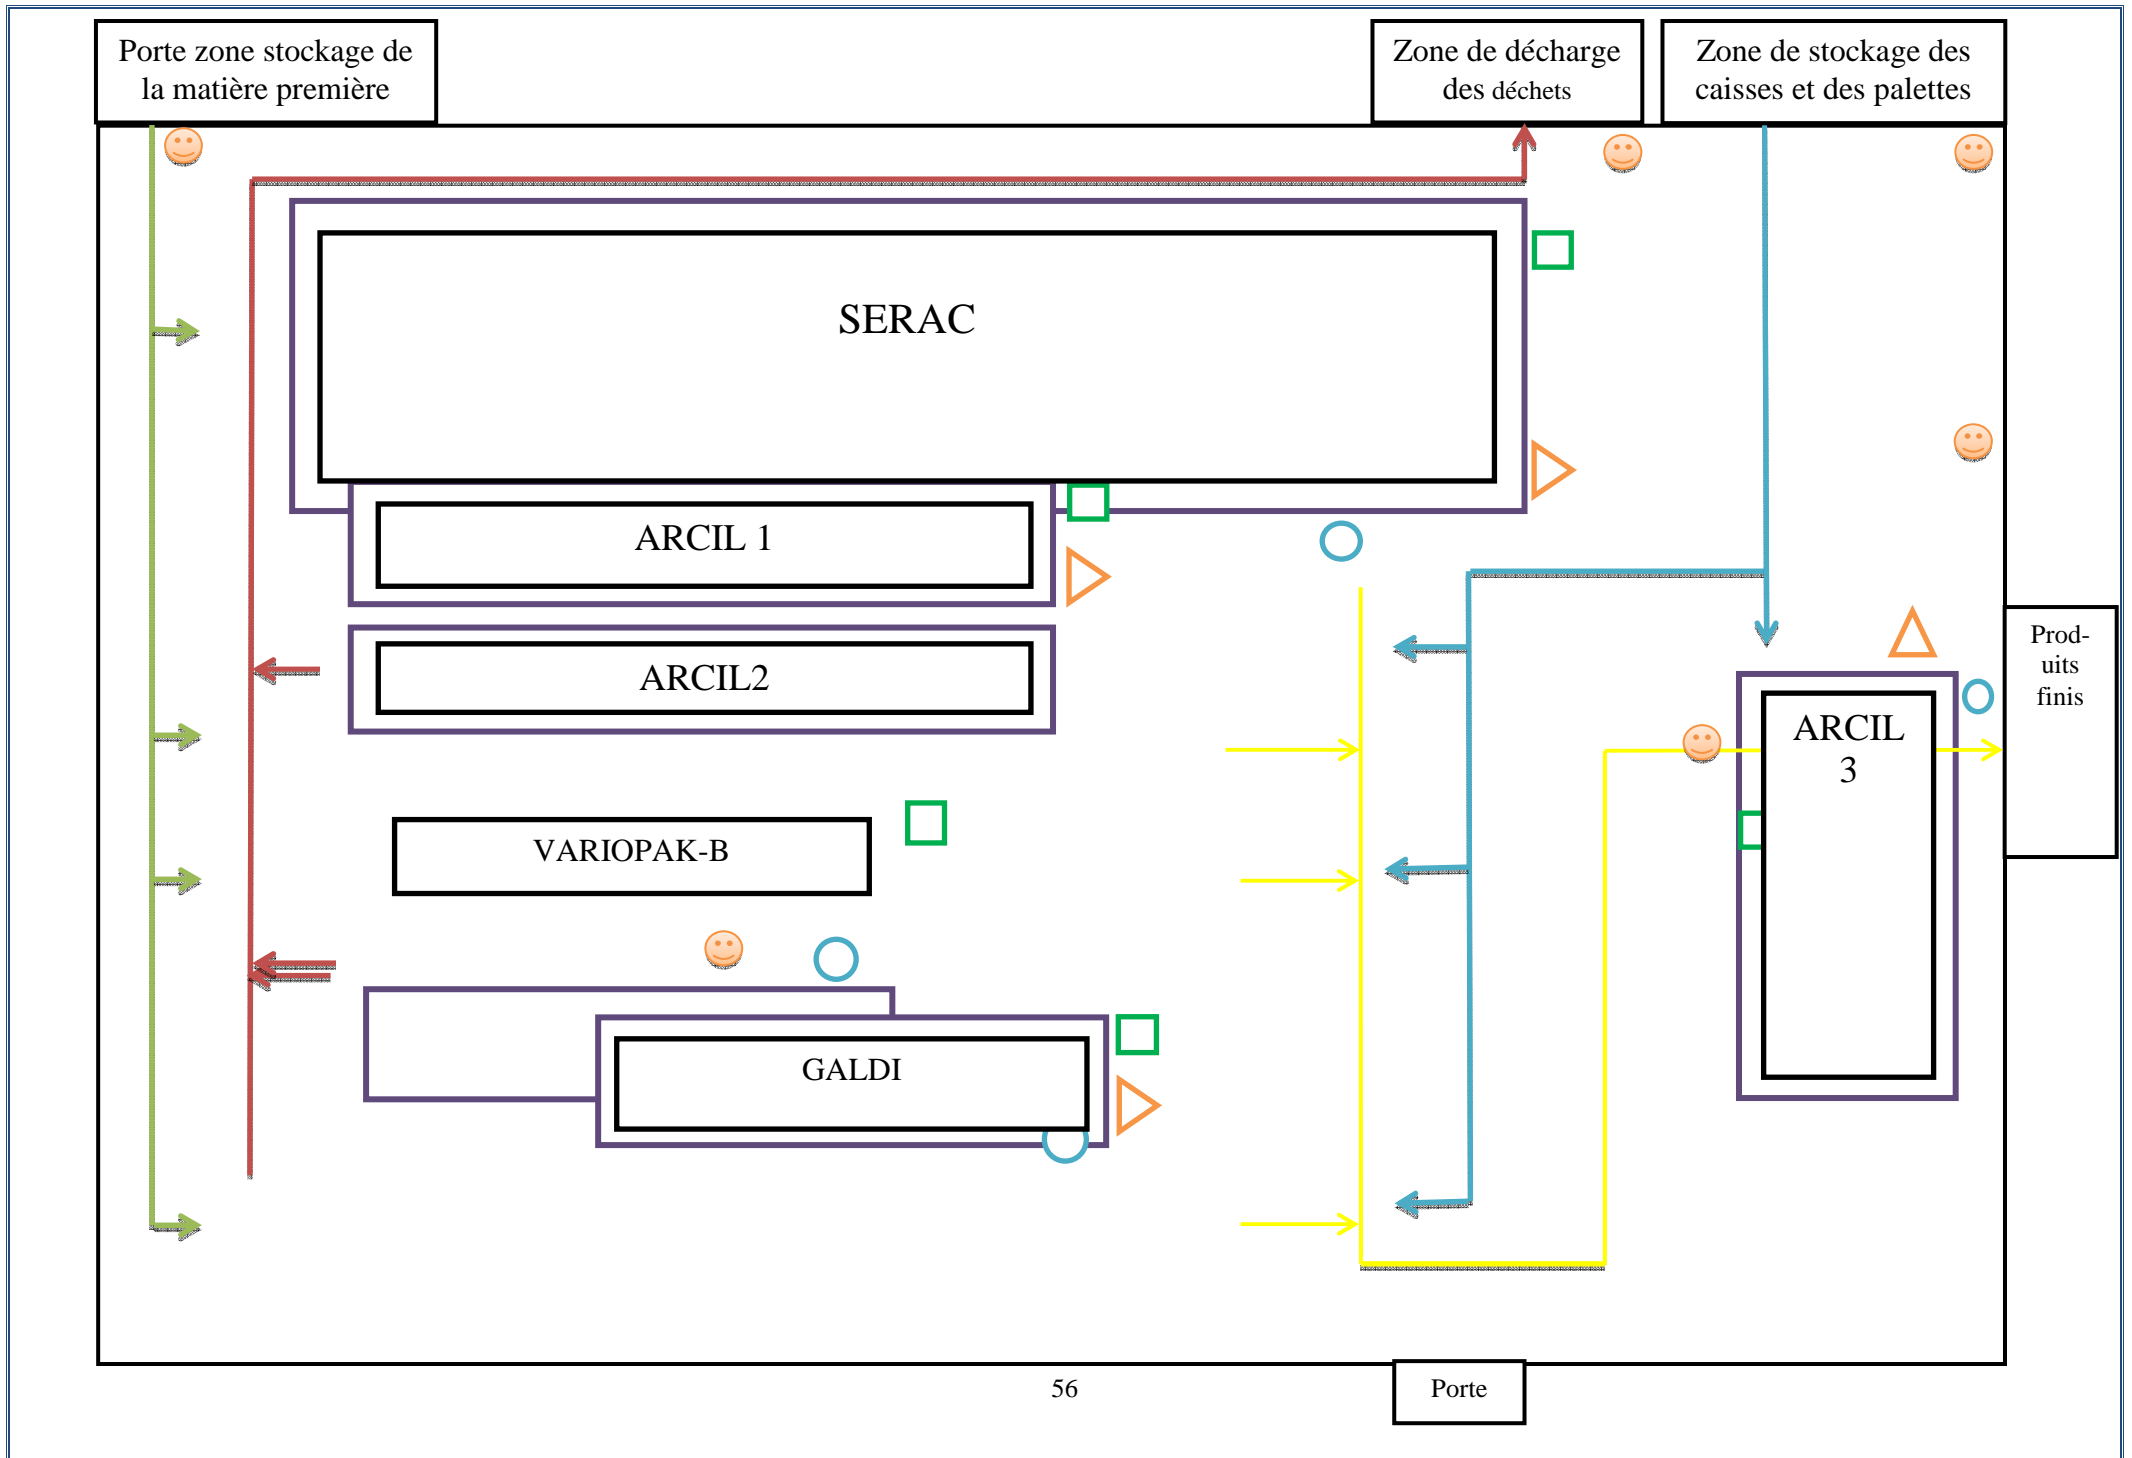 Porte zone stockage de
la matière première
Zone de décharge
des déchets
Zone de stockage des
caisses et des palettes
SERAC
ARCIL 1
ARCIL2
Prod-
uits
finis
ARCIL
3
VARIOPAK-B
GALDI
56
Porte